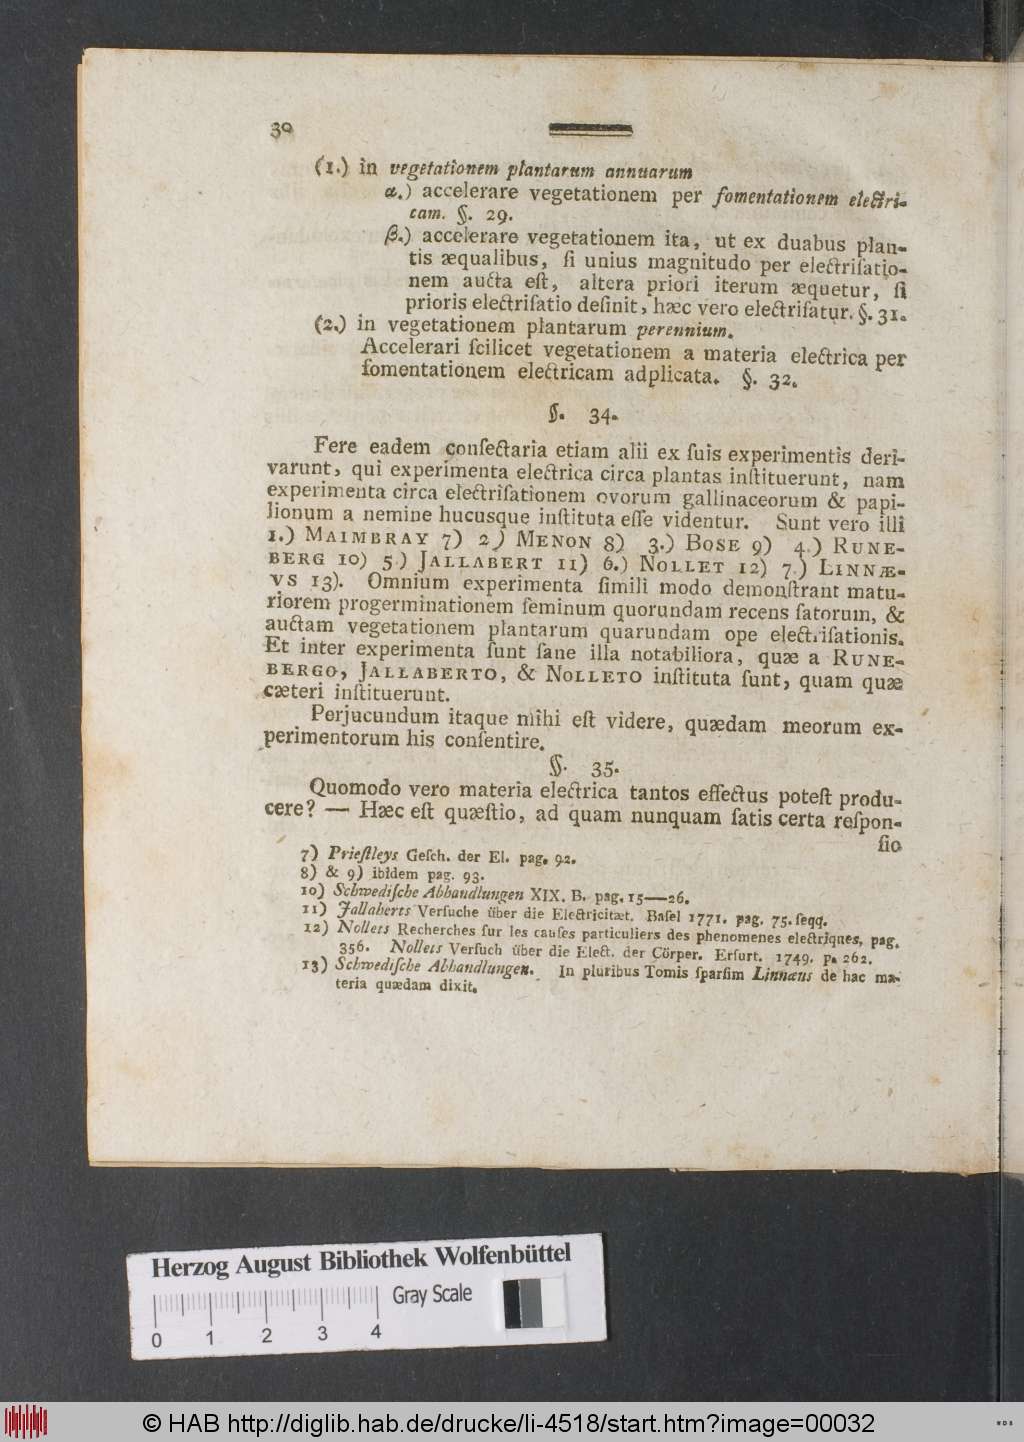 30
(1.) in vegetationem plantarum annuarum
α.) accelerare vegetationem per fomentationem electri-
cam. §. 29.
β.) accelerare vegetationem ita, ut ex duabus plan-
tis æqualibus, ſi unius magnitudo per electriſatio-
nem aucta eſt, altera priori iterum æquetur, ſi
prioris electriſatio deſinit, hæc vero electriſatur. §. 31.
(2.) in vegetationem plantarum perennium.
Accelerari ſcilicet vegetationem a materia electrica per
fomentationem electricam adplicata. §. 32.
§. 34.
Fere eadem conſectaria etiam alii ex ſuis experimentis deri-
varunt, qui experimenta electrica circa plantas inſtituerunt, nam
experimenta circa electriſationem ovorum gallinaceorum & papi-
lionum a nemine hucusque inſtituta eſſe videntur. Sunt vero illi
1.) MAIMBRAY 7) 2.) MENON 8) 3.) BOSE 9) 4.) RUNE-
BERG 10) 5.) JALLABERT 11) 6.) NOLLET 12) 7.) LINNÆ-
VS 13). Omnium experimenta ſimili modo demonſtrant matu-
riorem progerminationem ſeminum quorundam recens ſatorum, &
auctam vegetationem plantarum quarundam ope electriſationis.
Et inter experimenta ſunt ſane illa notabiliora, quæ a RUNE-
BERGO, JALLABERTO, & NOLLETO inſtituta ſunt, quam quæ
cæteri inſtituerunt.
Perjucundum itaque mihi eſt videre, quædam meorum ex-
perimentorum his conſentire.
§. 35.
Quomodo vero materia electrica tantos effectus poteſt produ-
cere? — Hæc eſt quæſtio, ad quam nunquam ſatis certa reſpon-
ſio
7) Prieſtleys Geſch. der El. pag. 92.
8) & 9) ibidem pag. 93.
10) Schwediſche Abhandlungen XIX. B. pag. 15—26.
11) Jallaberts Verſuche über die Electricitæt. Baſel 1771. pag. 75. ſeqq.
12) Nollets Recherches ſur les cauſes particuliers des phenomenes electriques, pag.
356. Nollets Verſuch über die Elect. der Cörper. Erfurt. 1749. p. 262.
13) Schwediſche Abhandlungen. In pluribus Tomis ſparſim Linnæus de hac ma-
teria quædam dixit.
Herzog August Bibliothek Wolfenbüttel
Gray Scale
0 1 2 3 4
© HAB http://diglib.hab.de/drucke/li-4518/start.htm?image=00032